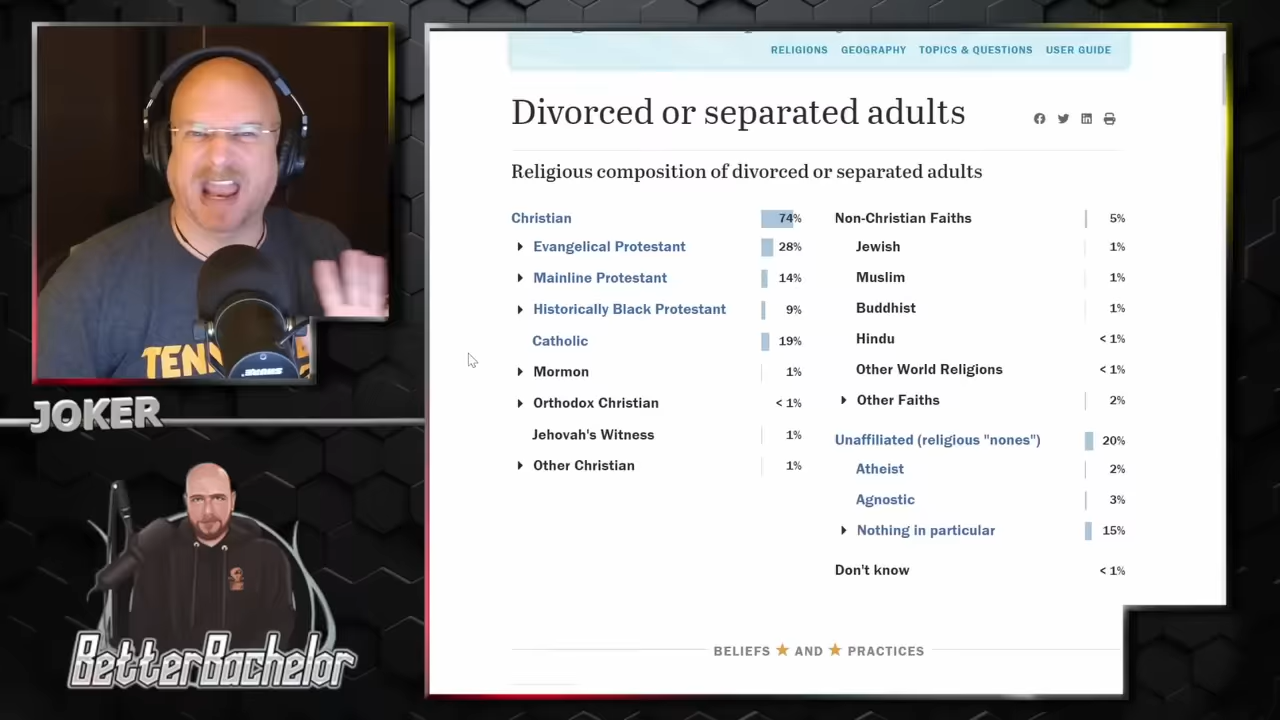 RELIGIONS GEOGRAPHY TOPICS & QUESTIONS USER GUIDE
Divorced or separated adults
Religious composition of divorced or separated adults
Christian 74%
Evangelical Protestant 28%
Mainline Protestant 14%
Historically Black Protestant 9%
Catholic 19%
Mormon 1%
Orthodox Christian < 1%
Jehovah's Witness 1%
Other Christian 1%
Non-Christian Faiths 5%
Jewish 1%
Muslim 1%
Buddhist 1%
Hindu < 1%
Other World Religions < 1%
Other Faiths 2%
Unaffiliated (religious "nones") 20%
Atheist 2%
Agnostic 3%
Nothing in particular 15%
Don't know < 1%
BELIEFS AND PRACTICES
TENN
SHURE
JOKER
BetterBachelor